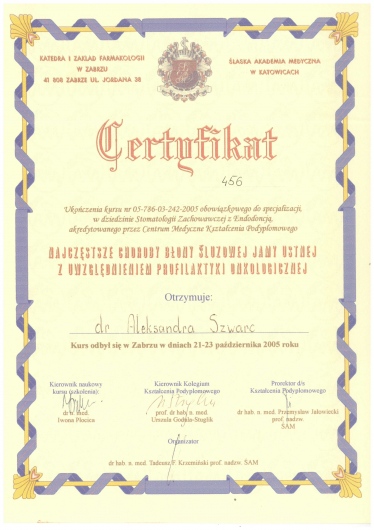 KATEDRA I ZAKŁAD FARMAKOLOGII
W ZABRZU
41 808 ZABRZE UL. JORDANA 38
ŚLĄSKA AKADEMIA MEDYCZNA
W KATOWICACH
Certyfikat
456
Ukończenia kursu nr 05-786-03-242-2005 obowiązkowego do specjalizacji,
w dziedzinie Stomatologii Zachowawczej z Endodoncją,
akredytowanego przez Centrum Medyczne Kształcenia Podyplomowego
NAJCZĘSTSZE CHOROBY BŁONY ŚLUZOWEJ JAMY USTNEJ
Z UWZGLĘDNIENIEM PROFILAKTYKI ONKOLOGICZNEJ
Otrzymuje:
dr Aleksandra Szwarc
Kurs odbył się w Zabrzu w dniach 21-23 października 2005 roku
Kierownik naukowy
kursu (szkolenia):
dr n. med.
Iwona
Kierownik Kolegium
Kształcenia Podyplomowego
prof. dr hab. n. med.
Urszula
Prorektor d/s
Kształcenia Podyplomowego
dr hab. n. med. Przemysław Jałowiecki
prof. nadzw.
ŚAM
Organizator
dr hab. n. med. Tadeusz F. Krzemiński prof. nadzw. ŚAM